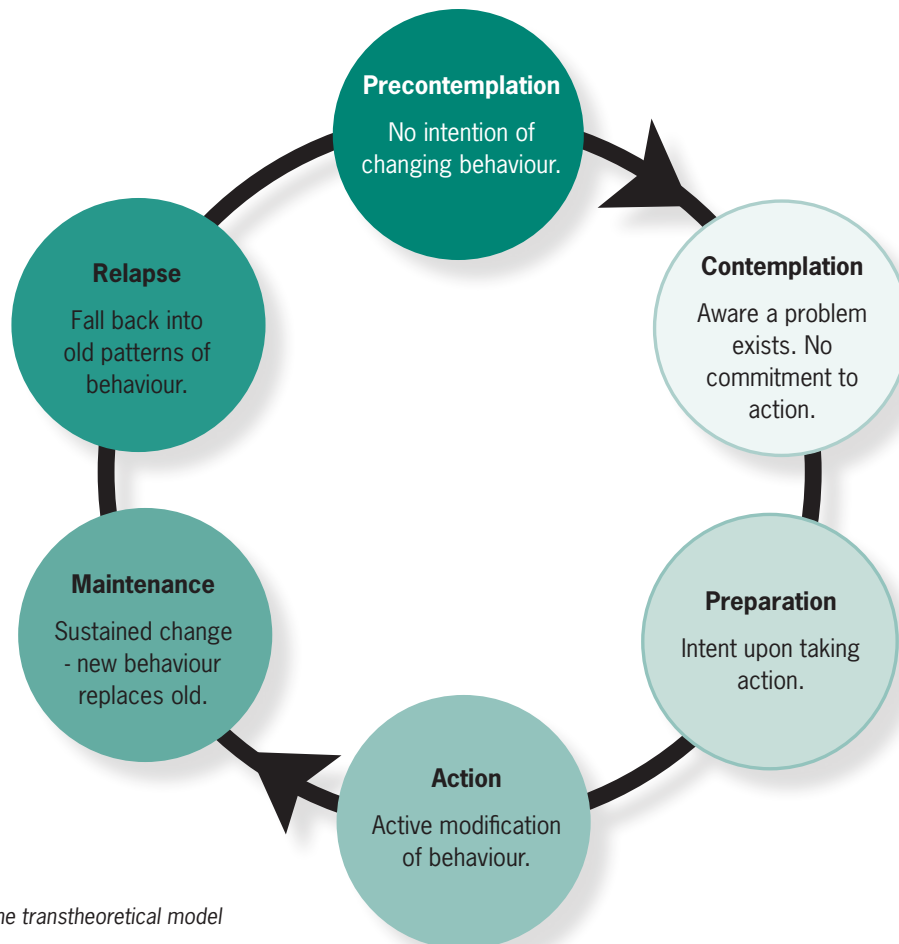 Precontemplation
No intention of
changing behaviour.
Contemplation
Aware a problem
exists. No
commitment to
action.
Preparation
Intent upon taking
action.
Action
Active modification
of behaviour.
Maintenance
Sustained change
- new behaviour
replaces old.
Relapse
Fall back into
old patterns of
behaviour.
transtheoretical model